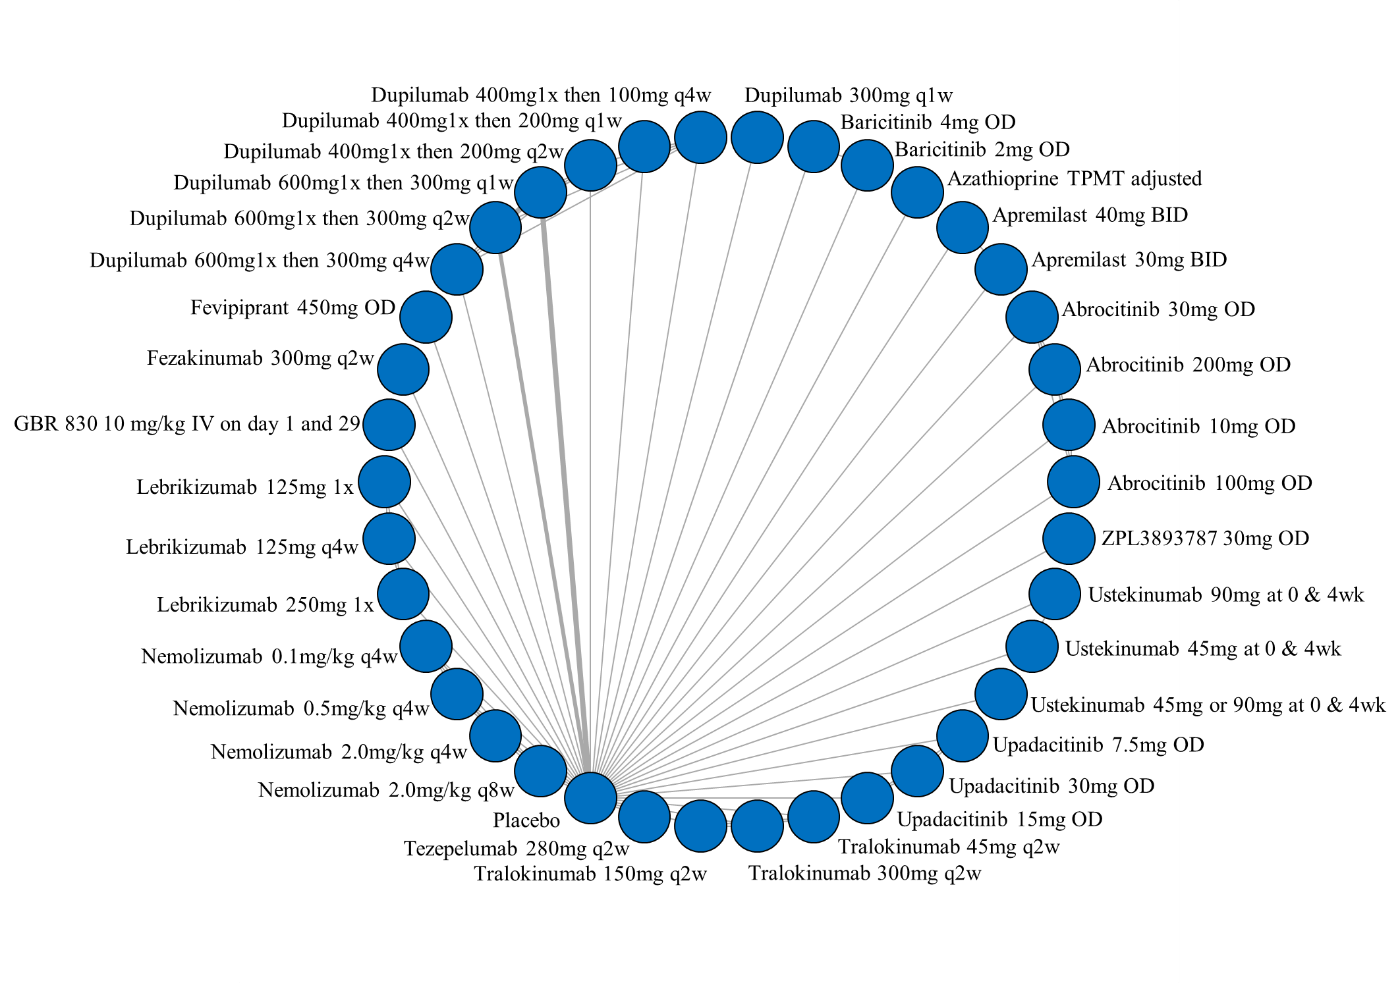 Dupilumab 400mg1x then 100mg q4w
Dupilumab 300mg q1w
Dupilumab 400mg1x then 200mg q1w
Baricitinib 4mg OD
Dupilumab 400mg1x then 200mg q2w
Baricitinib 2mg OD
Dupilumab 600mg1x then 300mg q1w
Azathioprine TPMT adjusted
Dupilumab 600mg1x then 300mg q2w
Apremilast 40mg BID
Dupilumab 600mg1x then 300mg q4w
Apremilast 30mg BID
Fevipiprant 450mg OD
Abrocitinib 30mg OD
Fezakinumab 300mg q2w
Abrocitinib 200mg OD
GBR 830 10 mg/kg IV on day 1 and 29
Abrocitinib 10mg OD
Lebrikizumab 125mg 1x
Abrocitinib 100mg OD
Lebrikizumab 125mg q4w
ZPL3893787 30mg OD
Lebrikizumab 250mg 1x
Ustekinumab 90mg at 0 & 4wk
Nemolizumab 0.1mg/kg q4w
Ustekinumab 45mg at 0 & 4wk
Nemolizumab 0.5mg/kg q4w
Ustekinumab 45mg or 90mg at 0 & 4wk
Nemolizumab 2.0mg/kg q4w
Upadacitinib 7.5mg OD
Nemolizumab 2.0mg/kg q8w
Upadacitinib 30mg OD
Placebo
Upadacitinib 15mg OD
Tezepelumab 280mg q2w
Tralokinumab 45mg q2w
Tralokinumab 150mg q2w
Tralokinumab 300mg q2w